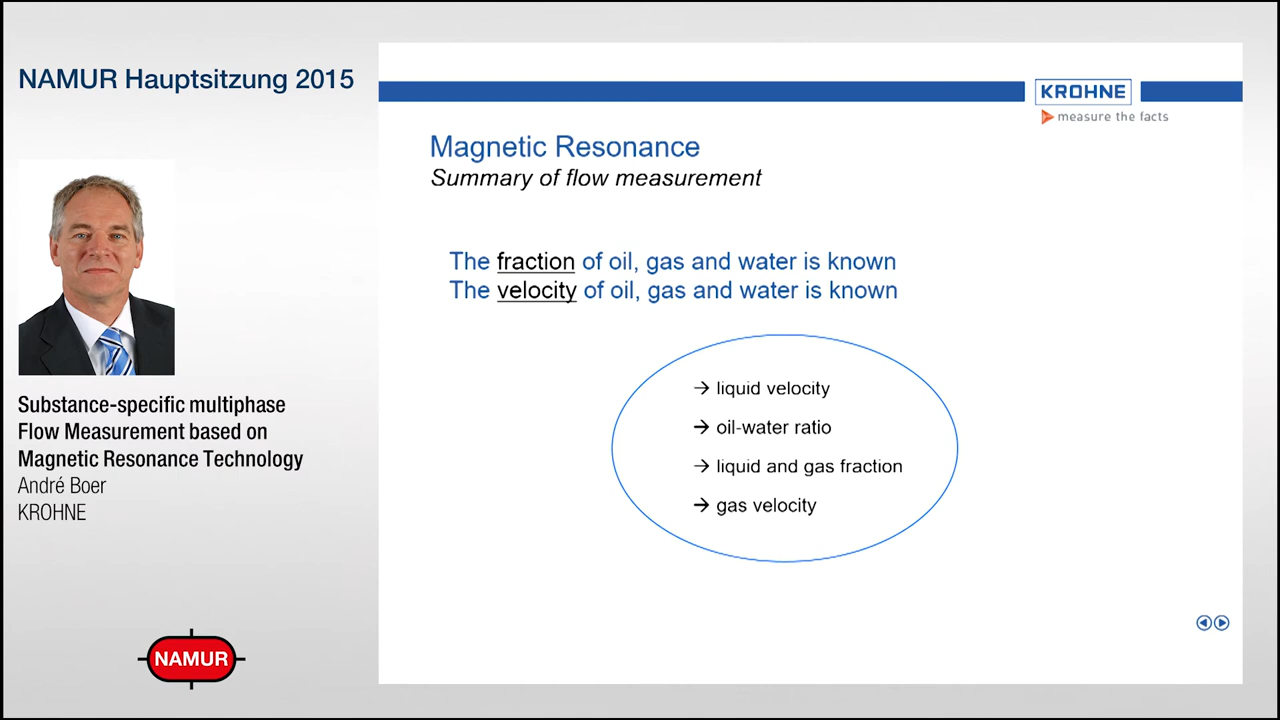 NAMUR Hauptsitzung 2015
Substance-specific multiphase
Flow Measurement based on
Magnetic Resonance Technology
André Boer
KROHNE
NAMUR
KROHNE
measure the facts
Magnetic Resonance
Summary of flow measurement
The fraction of oil, gas and water is known
The velocity of oil, gas and water is known
→ liquid velocity
→ oil-water ratio
→ liquid and gas fraction
→ gas velocity